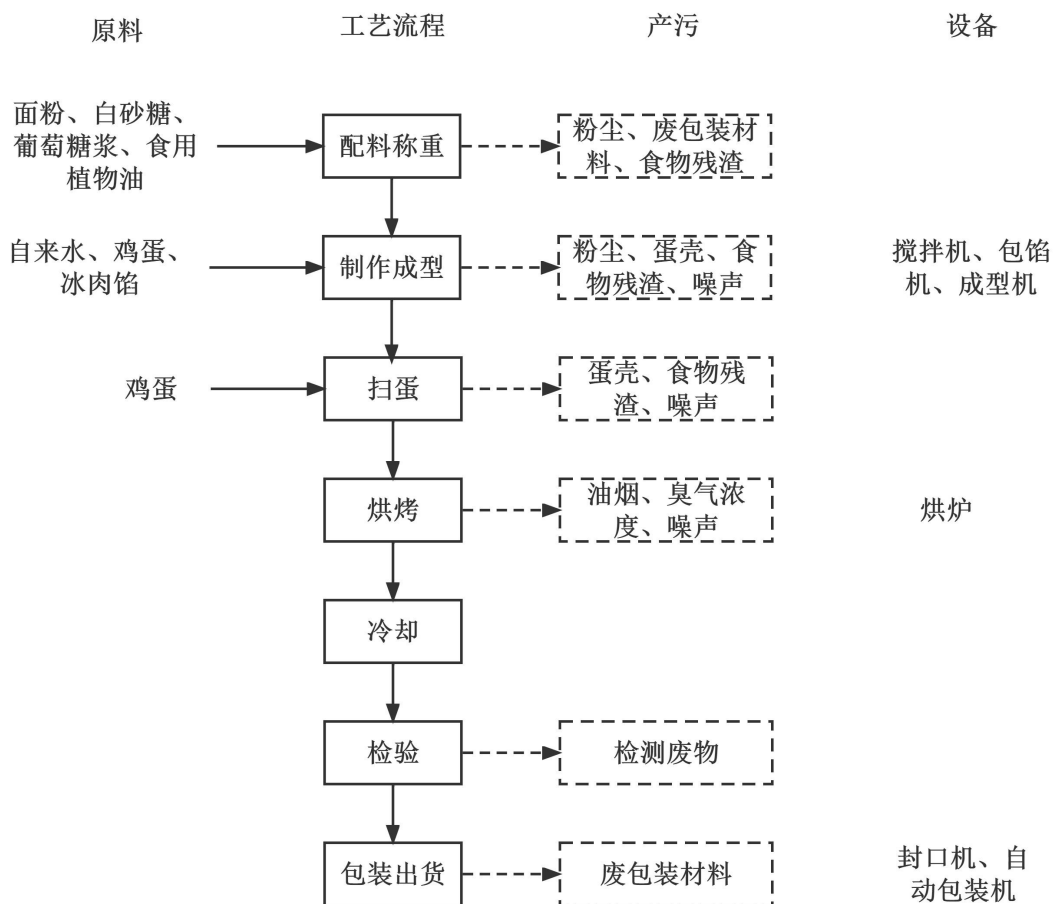 原料
工艺流程
产污
设备
面粉、白砂糖、
葡萄糖浆、食用
植物油
配料称重
粉尘、废包装材
料、食物残渣
自来水、鸡蛋、
冰肉馅
制作成型
粉尘、蛋壳、食
物残渣、噪声
搅拌机、包馅
机、成型机
鸡蛋
扫蛋
蛋壳、食物残
渣、噪声
烘烤
油烟、臭气浓
度、噪声
烘炉
冷却
检验
检测废物
包装出货
废包装材料
封口机、自
动包装机